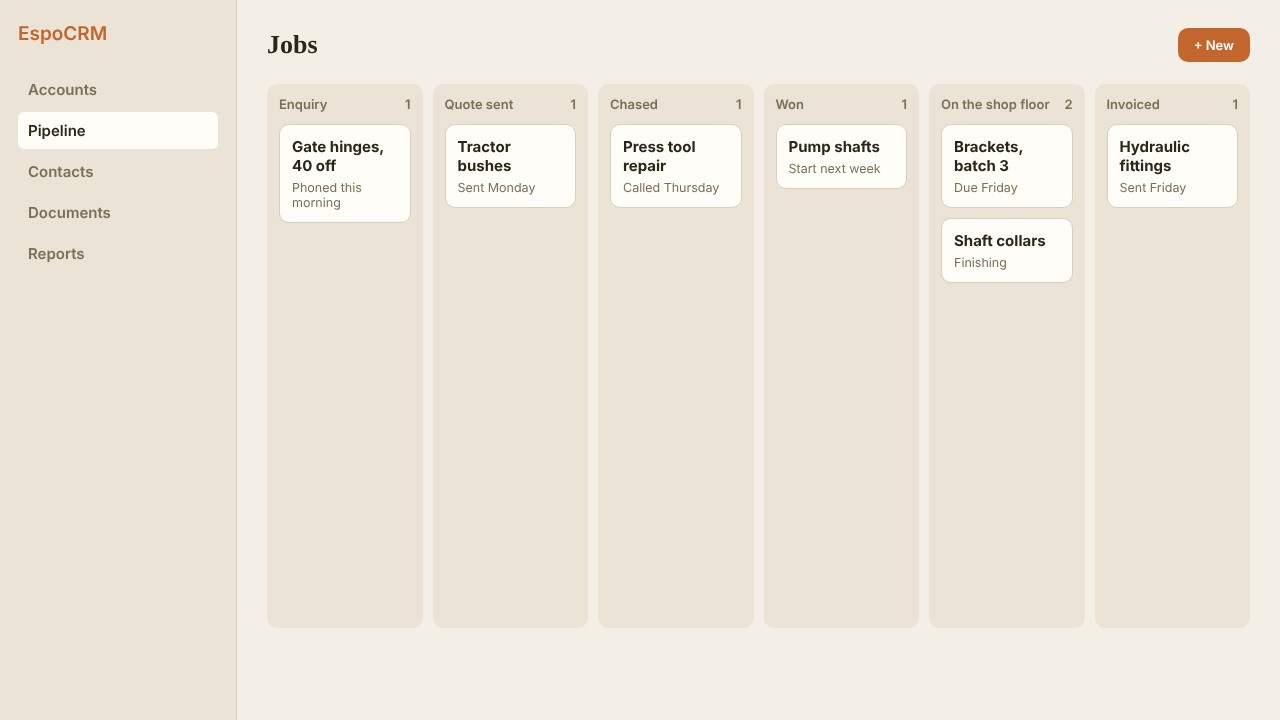 EspoCRM
Accounts
Pipeline
Contacts
Documents
Reports
Jobs
+ New
Enquiry 1
Gate hinges,
40 off
Phoned this
morning
Quote sent 1
Tractor
bushes
Sent Monday
Chased 1
Press tool
repair
Called Thursday
Won 1
Pump shafts
Start next week
On the shop floor 2
Brackets,
batch 3
Due Friday
Shaft collars
Finishing
Invoiced 1
Hydraulic
fittings
Sent Friday